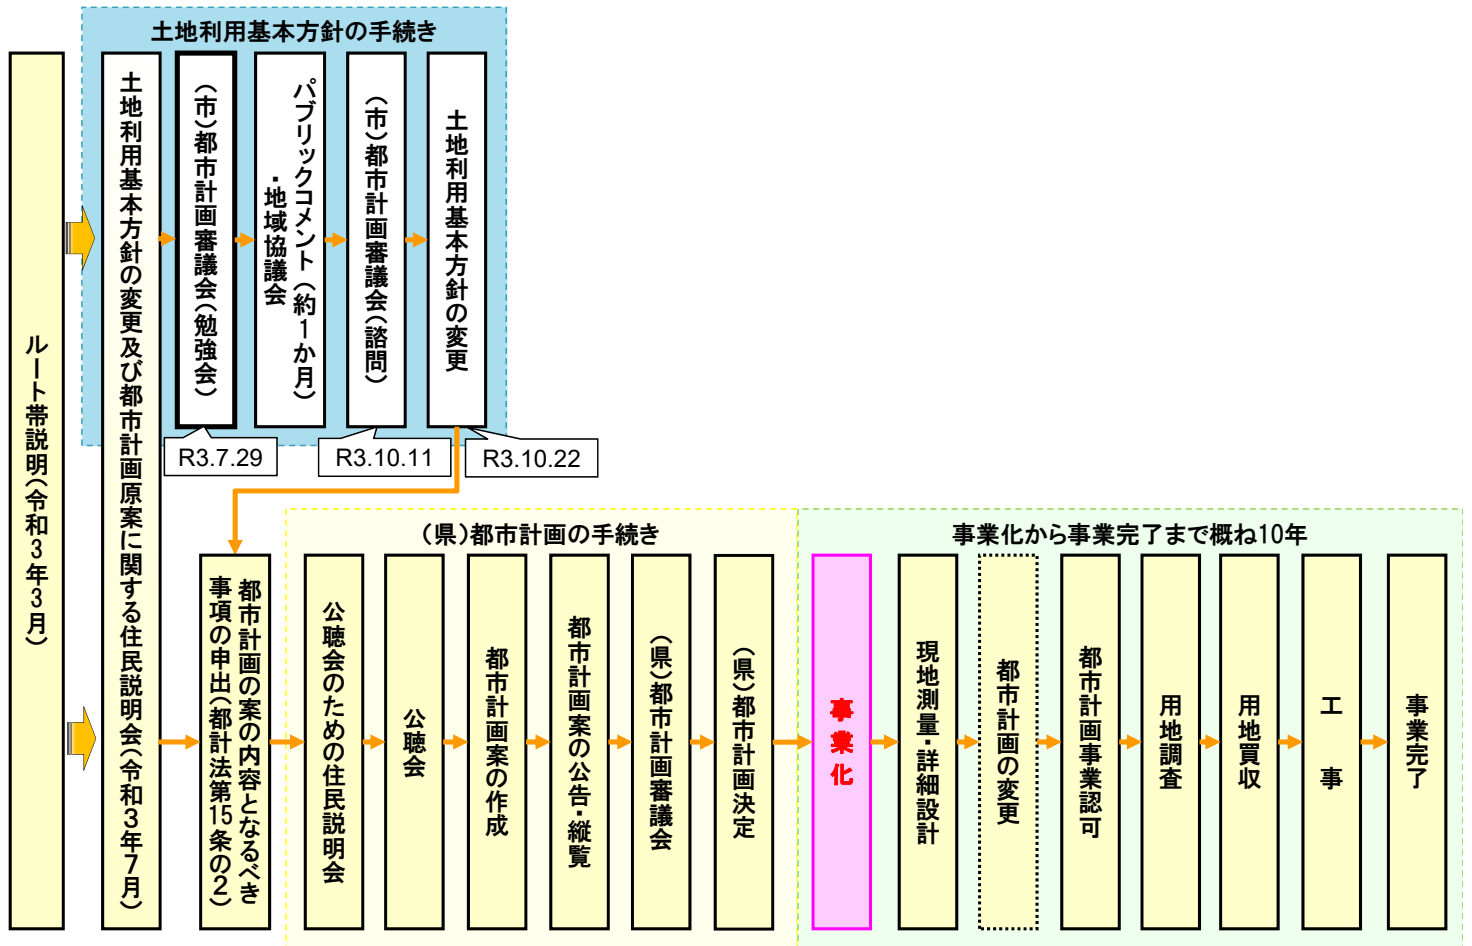 土地利用基本方針の手続き
ルート帯説明(令和3年3月)
土地利用基本方針の変更及び都市計画原案に関する住民説明会(令和3年7月)
(市)都市計画審議会(勉強会)
パブリックコメント(約1か月)
・地域協議会
(市)都市計画審議会(諮問)
土地利用基本方針の変更
R3.7.29
R3.10.11
R3.10.22
都市計画の案の内容となるべき
事項の申出(都計法第15条の2)
(県)都市計画の手続き
公聴会のための住民説明会
公聴会
都市計画案の作成
都市計画案の公告・縦覧
(県)都市計画審議会
(県)都市計画決定
事業化から事業完了まで概ね10年
事業化
現地測量・詳細設計
都市計画の変更
都市計画事業認可
用地調査
用地買収
工　事
事業完了